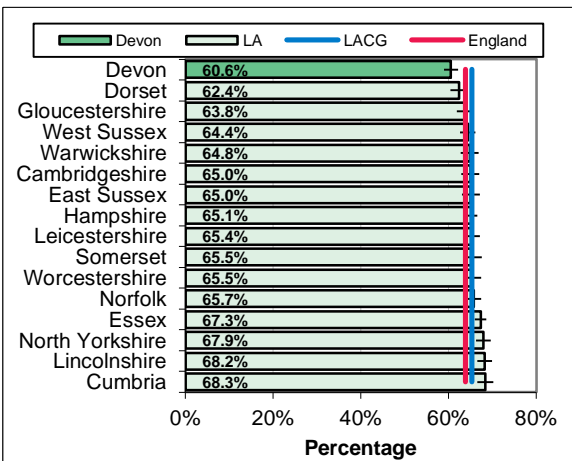 Devon LA LACG England
Devon 60.6%
Dorset 62.4%
Gloucestershire 63.8%
West Sussex 64.4%
Warwickshire 64.8%
Cambridgeshire 65.0%
East Sussex 65.0%
Hampshire 65.1%
Leicestershire 65.4%
Somerset 65.5%
Worcestershire 65.5%
Norfolk 65.7%
Essex 67.3%
North Yorkshire 67.9%
Lincolnshire 68.2%
Cumbria 68.3%
0% 20% 40% 60% 80%
Percentage